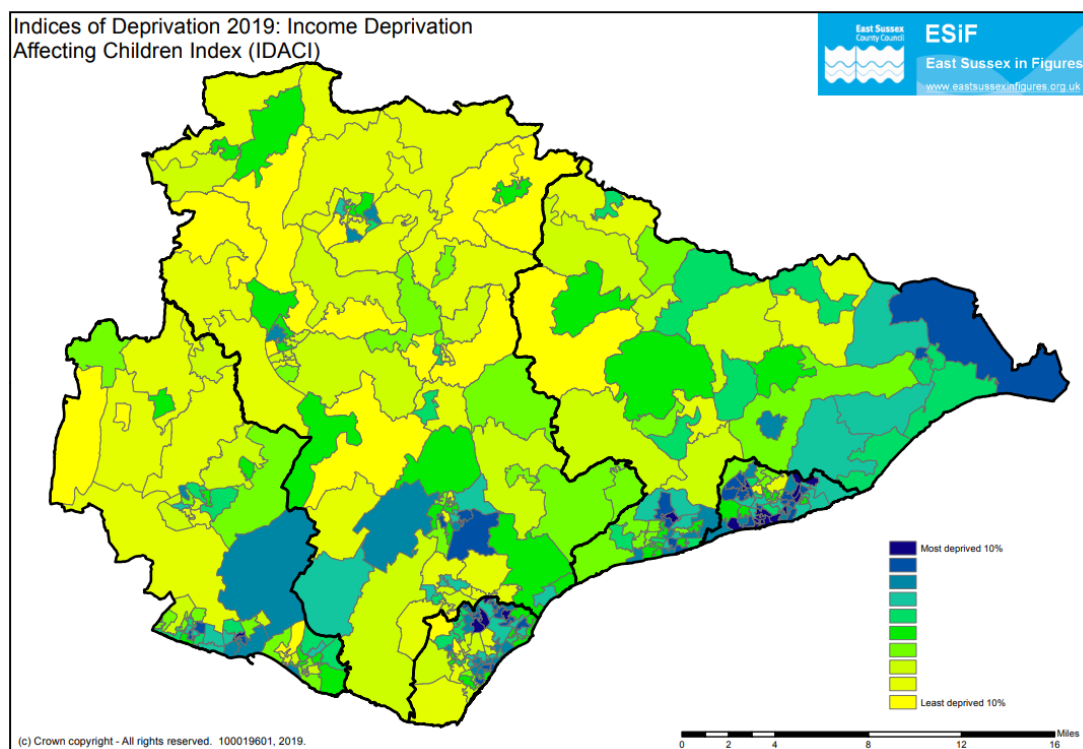 Indices of Deprivation 2019: Income Deprivation
Affecting Children Index (IDACI)
East Sussex
County Council
ESiF
East Sussex in Figures
www.eastsussexinfigures.org.uk
Most deprived 10%
Least deprived 10%
(c) Crown copyright - All rights reserved. 100019601, 2019.
Miles
0 2 4 8 12 16